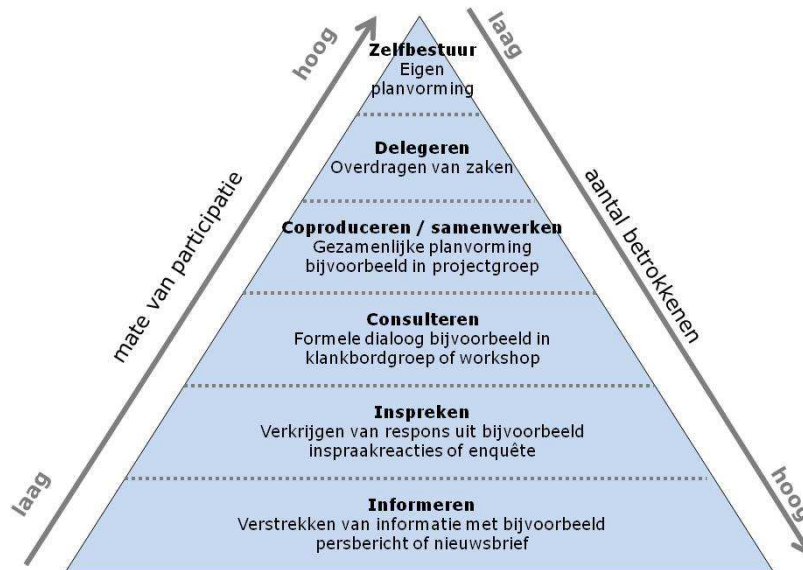 hoog
laag
Zelfbestuur
Eigen
planvorming
Delegeren
Overdragen van zaken
mate van participatie
aantal betrokkenen
Coproduceren / samenwerken
Gezamenlijke planvorming
bijvoorbeeld in projectgroep
Consulteren
Formele dialoog bijvoorbeeld in
klankbordgroep of workshop
Inspreken
Verkrijgen van respons uit bijvoorbeeld
inspraakreacties of enquête
laag
hoog
Informeren
Verstrekken van informatie met bijvoorbeeld
persbericht of nieuwsbrief